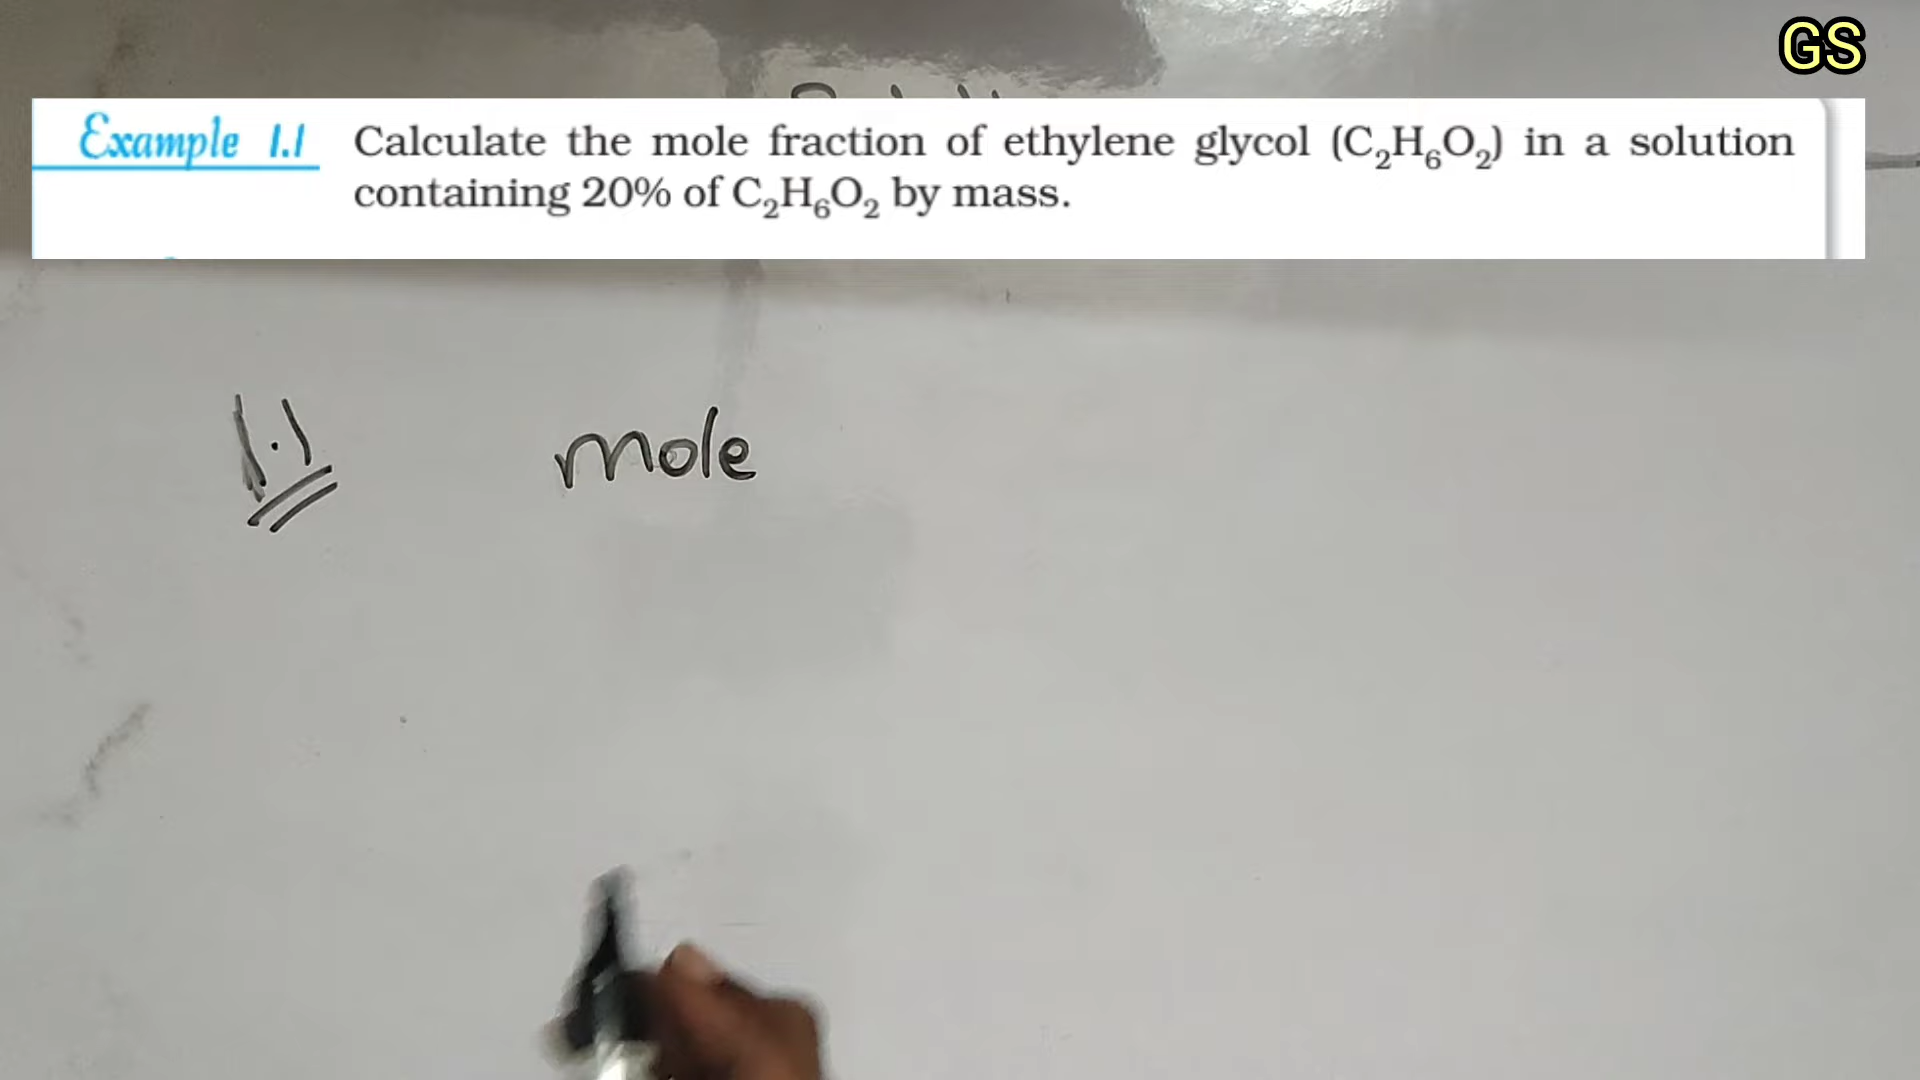 GS
Example 1.1 Calculate the mole fraction of ethylene glycol (C₂H₆O₂) in a solution
containing 20% of C₂H₆O₂ by mass.
1.1 mole